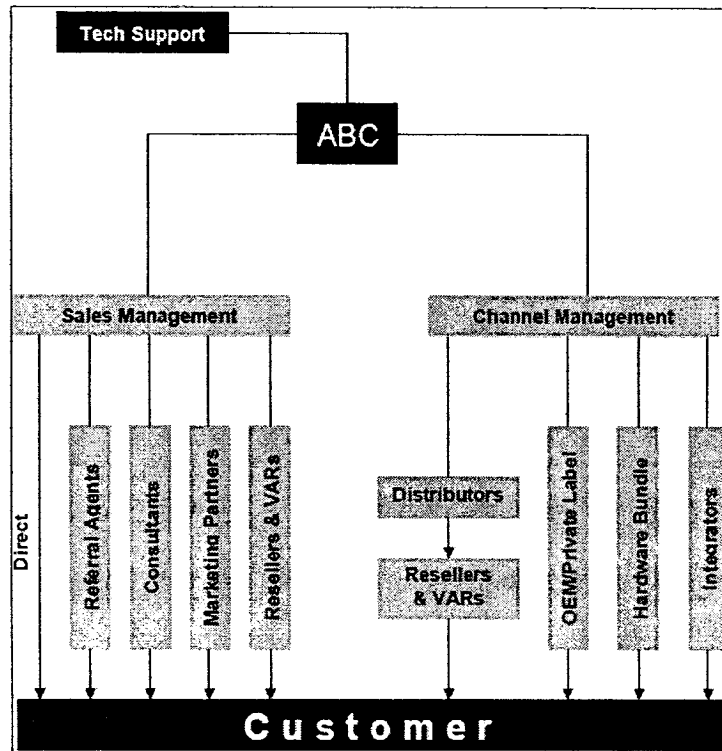 Tech Support
ABC
Sales Management
Channel Management
Direct
Referral Agents
Consultants
Marketing Partners
Resellers & VARs
Distributors
Resellers
& VARs
OEM/Private Label
Hardware Bundle
Integrators
Customer